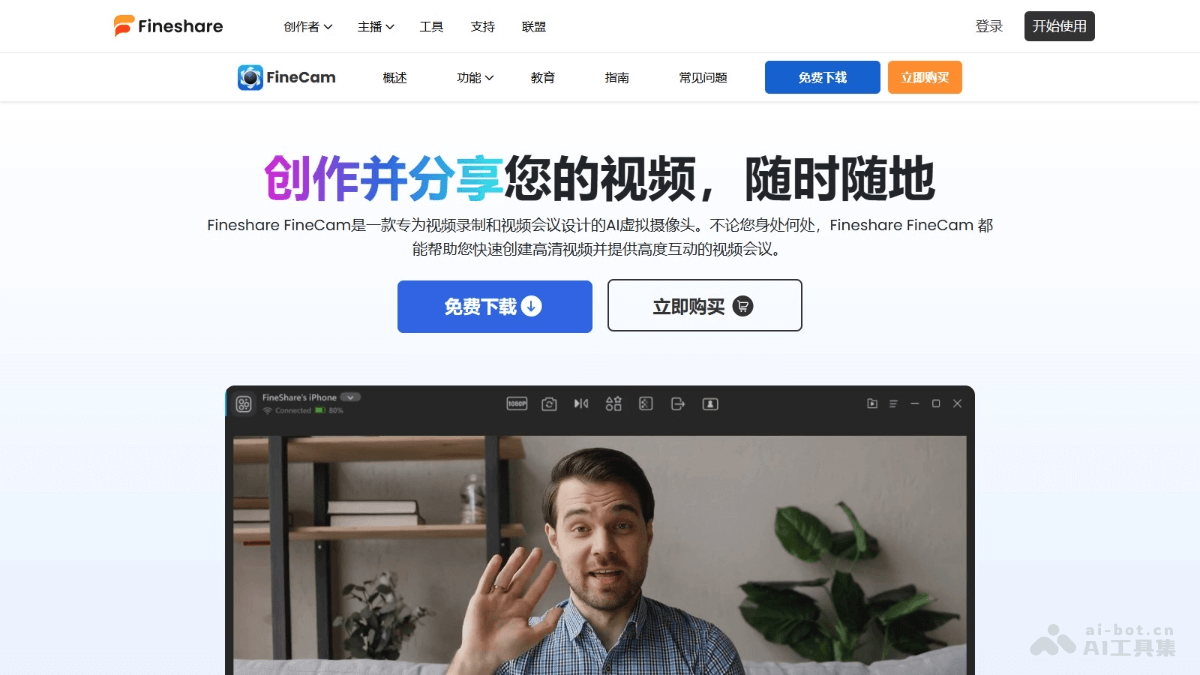 Fineshare
创作者
主播
工具
支持
联盟
登录
开始使用
FineCam
概述
功能
教育
指南
常见问题
免费下载
立即购买
创作并分享您的视频，随时随地
Fineshare FineCam是一款专为视频录制和视频会议设计的AI虚拟摄像头。不论您身处何处，Fineshare FineCam 都
能帮助您快速创建高清视频并提供高度互动的视频会议。
免费下载
立即购买
FineShare's iPhone
Connected 80%
1080P
ai-bot.cn
AI工具集